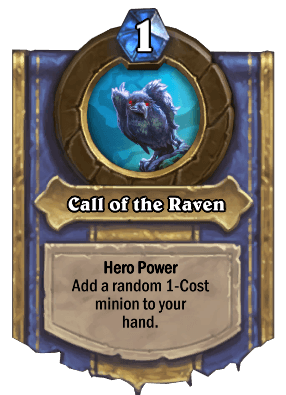 1
Call of the Raven
Hero Power
Add a random 1-Cost
minion to your
hand.